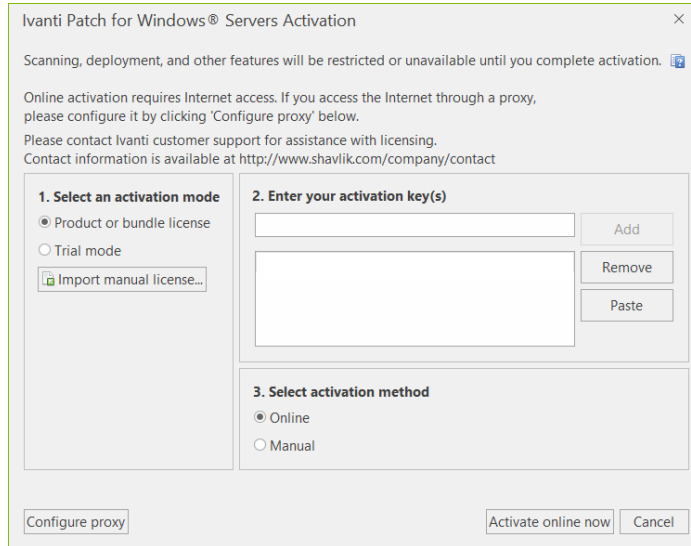 Ivanti Patch for Windows® Servers Activation
Scanning, deployment, and other features will be restricted or unavailable until you complete activation.
Online activation requires Internet access. If you access the Internet through a proxy,
please configure it by clicking 'Configure proxy' below.
Please contact Ivanti customer support for assistance with licensing.
Contact information is available at http://www.shavlik.com/company/contact
1. Select an activation mode
Product or bundle license
Trial mode
Import manual license...
2. Enter your activation key(s)
Add
Remove
Paste
3. Select activation method
Online
Manual
Configure proxy
Activate online now
Cancel